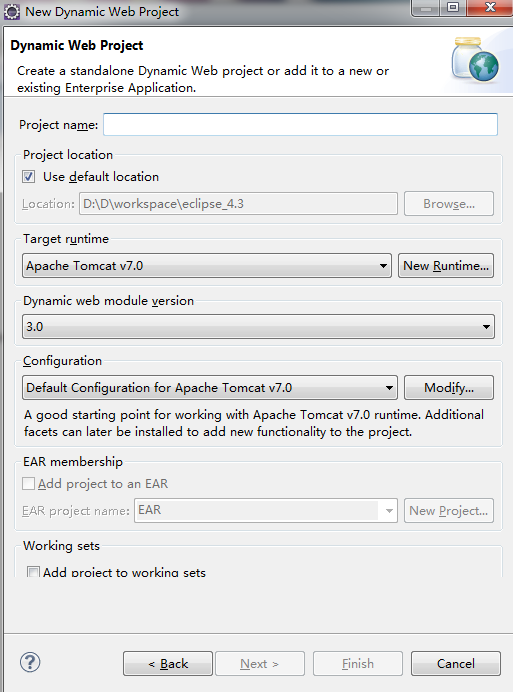 New Dynamic Web Project
Dynamic Web Project
Create a standalone Dynamic Web project or add it to a new or
existing Enterprise Application.
Project name:
Project location
Use default location
Location: D:\D\workspace\eclipse_4.3 Browse...
Target runtime
Apache Tomcat v7.0 New Runtime...
Dynamic web module version
3.0
Configuration
Default Configuration for Apache Tomcat v7.0 Modify...
A good starting point for working with Apache Tomcat v7.0 runtime. Additional
facets can later be installed to add new functionality to the project.
EAR membership
Add project to an EAR
EAR project name: EAR New Project...
Working sets
Add project to working sets
? < Back Next > Finish Cancel